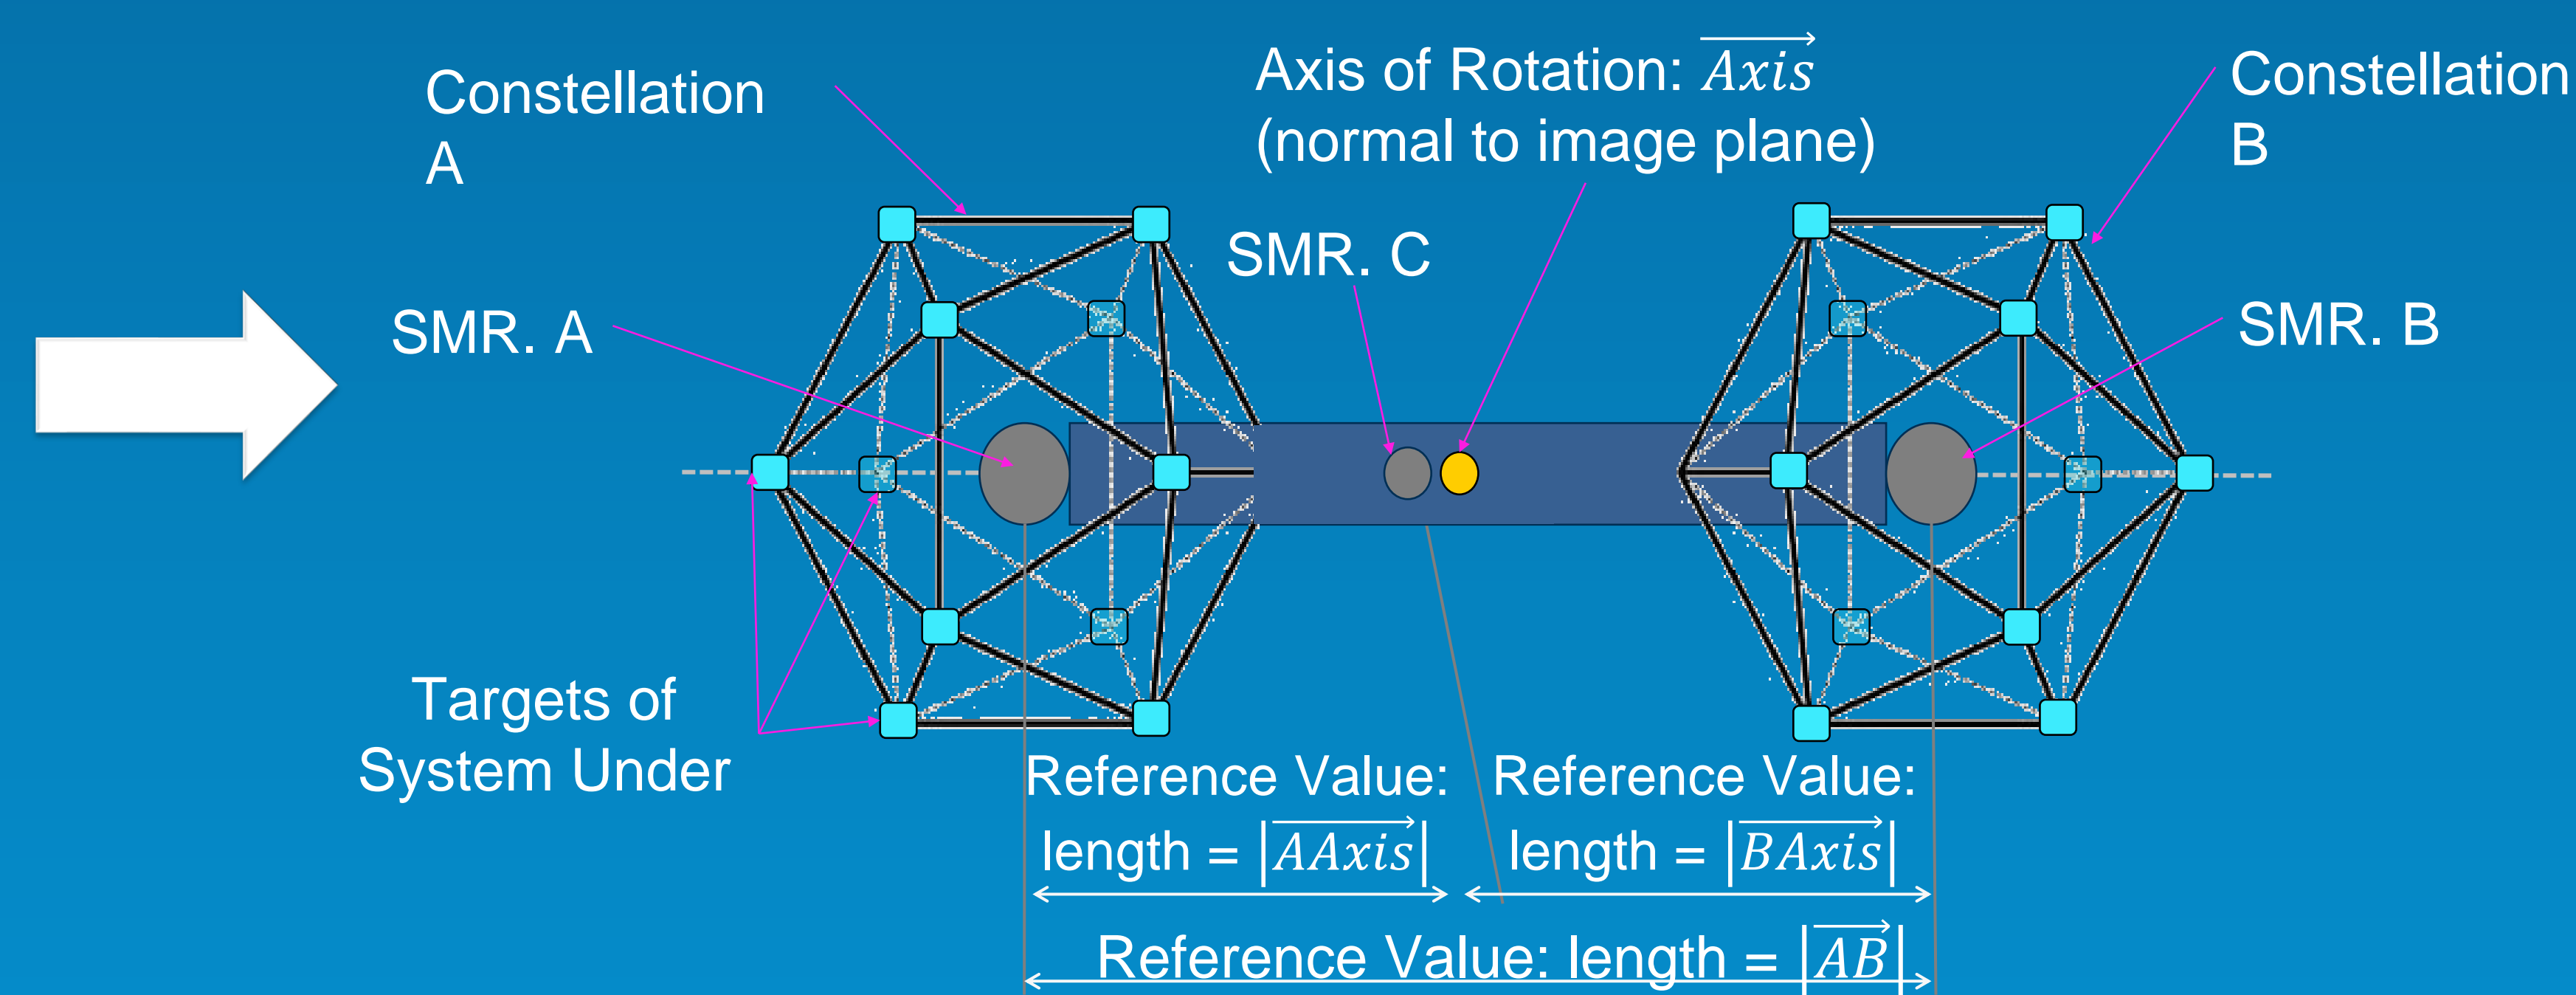 Constellation
A
Axis of Rotation: Axis
(normal to image plane)
Constellation
B
SMR. C
SMR. A
SMR. B
Targets of
System Under
Reference Value:
length = |AAxis|
Reference Value:
length = |BAxis|
Reference Value: length = |AB|